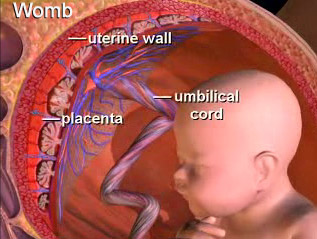 Womb
uterine wall
umbilical
cord
placenta